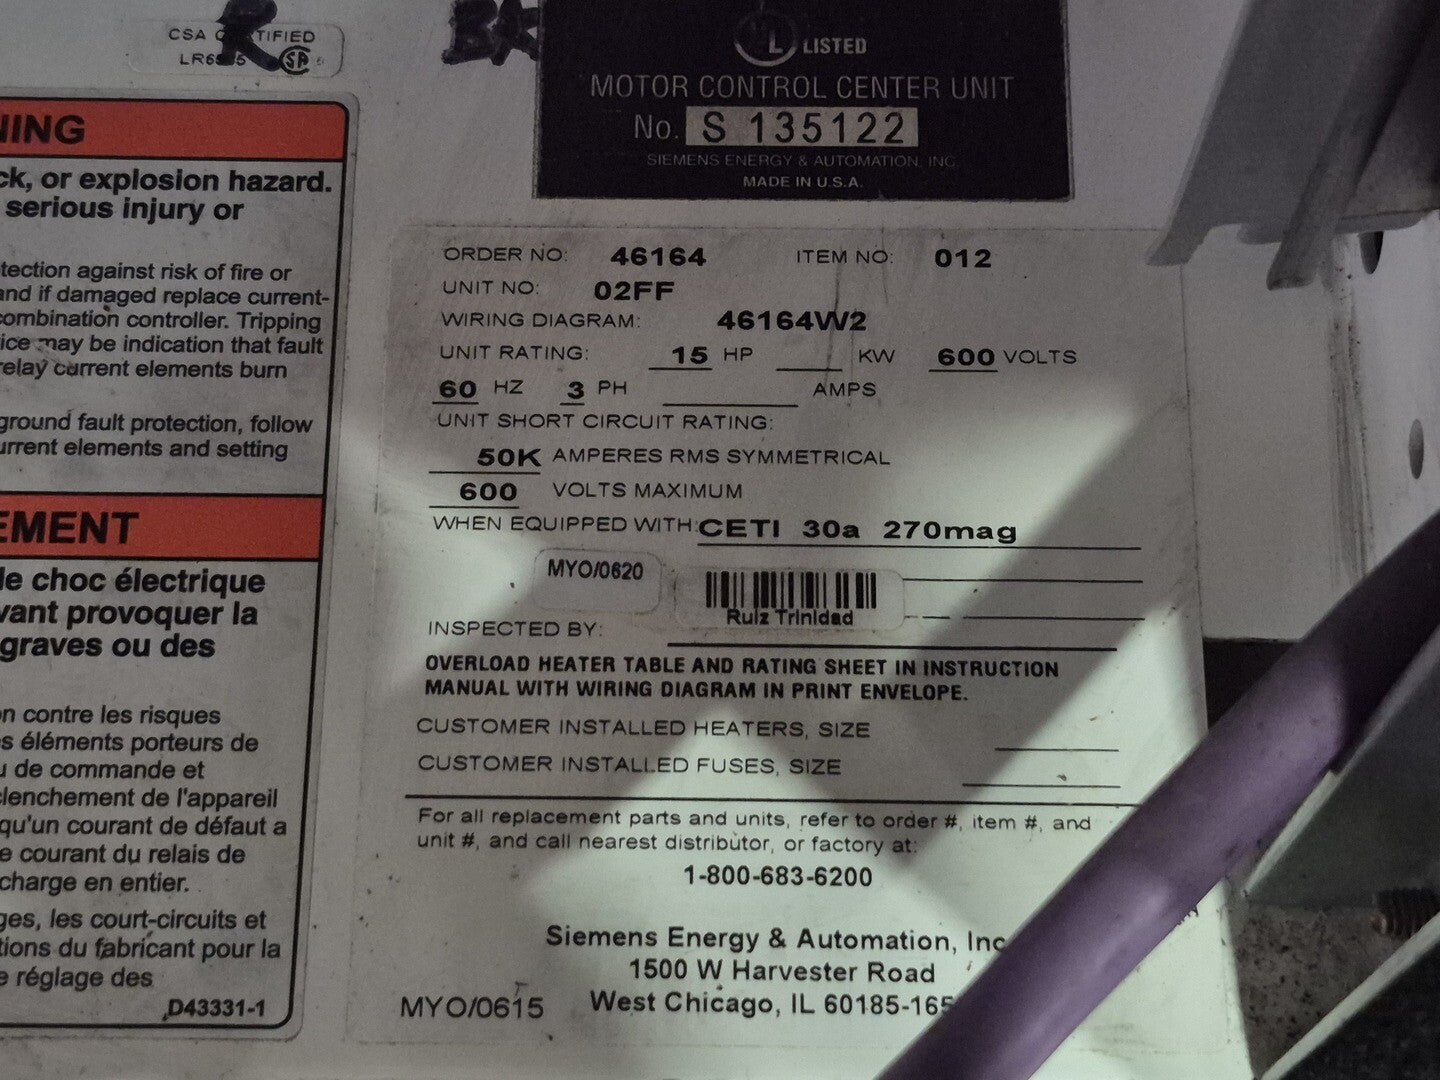 CSA
LR6
SA
LISTED
MOTOR CONTROL CENTER UNIT
No. S 135122
SIEMENS ENERGY & AUTOMATION, INC.
MADE IN U.S.A.
NING
ck, or explosion hazard.
serious injury or
tection against risk of fire or
and if damaged replace current-
combination controller. Tripping
ice may be indication that fault
relay current elements burn
ground fault protection, follow
urrent elements and setting
EMENT
de choc électrique
vant provoquer la
graves ou des
n contre les risques
s éléments porteurs de
u de commande et
clenchement de l'appareil
qu'un courant de défaut a
e courant du relais de
charge en entier.
ges, les court-circuits et
tions du fabricant pour la
e réglage des
D43331-1
ORDER NO: 46164 ITEM NO: 012
UNIT NO: 02FF
WIRING DIAGRAM: 46164W2
UNIT RATING: 15 HP KW 600 VOLTS
60 HZ 3 PH AMPS
UNIT SHORT CIRCUIT RATING:
50K AMPERES RMS SYMMETRICAL
600 VOLTS MAXIMUM
WHEN EQUIPPED WITH: CETI 30a 270mag
MYO/0620
Ruiz Trinidad
INSPECTED BY:
OVERLOAD HEATER TABLE AND RATING SHEET IN INSTRUCTION
MANUAL WITH WIRING DIAGRAM IN PRINT ENVELOPE.
CUSTOMER INSTALLED HEATERS, SIZE
CUSTOMER INSTALLED FUSES, SIZE
For all replacement parts and units, refer to order #, item #, and
unit #, and call nearest distributor, or factory at:
1-800-683-6200
Siemens Energy & Automation, Inc
1500 W Harvester Road
West Chicago, IL 60185-165
MYO/0615